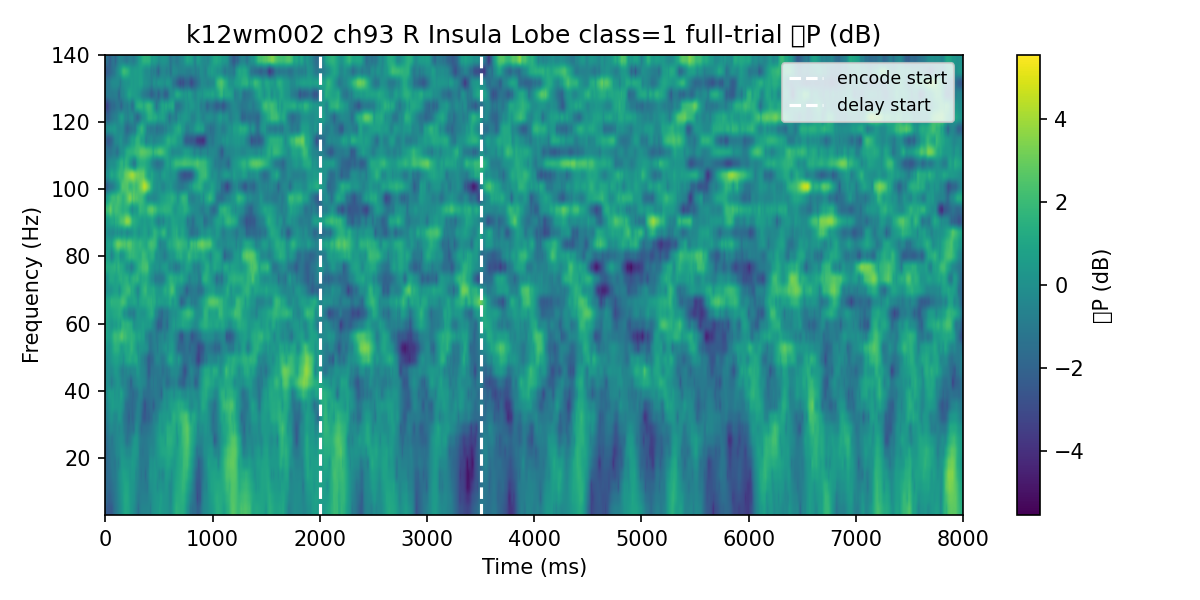 k12wm002 ch93 R Insula Lobe class=1 full-trial ▯P (dB)
140
120
100
80
60
40
20
Frequency (Hz)
0 1000 2000 3000 4000 5000 6000 7000 8000
Time (ms)
encode start
delay start
4
2
0
−2
−4
▯P (dB)